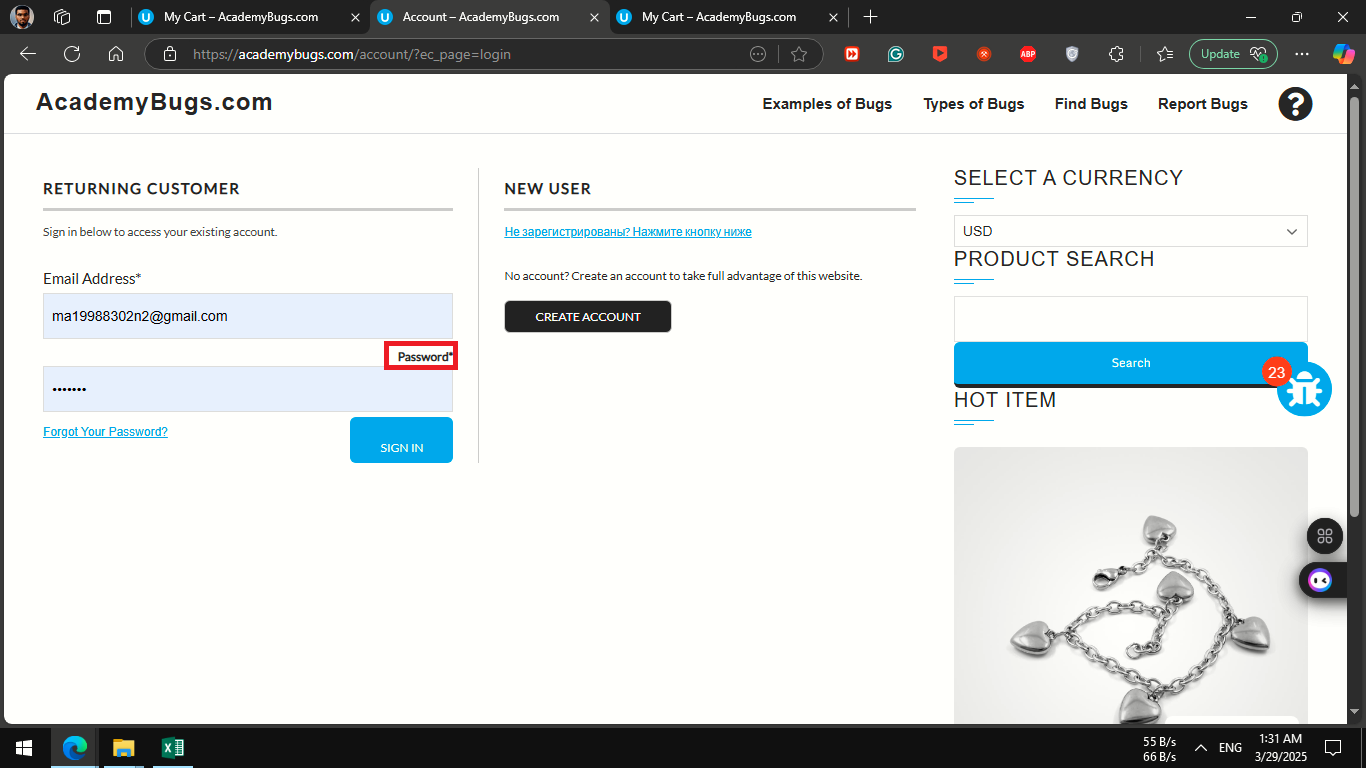 My Cart – AcademyBugs.com
Account – AcademyBugs.com
My Cart – AcademyBugs.com
https://academybugs.com/account/?ec_page=login
ABP
Update
AcademyBugs.com
Examples of Bugs
Types of Bugs
Find Bugs
Report Bugs
?
RETURNING CUSTOMER
Sign in below to access your existing account.
Email Address*
ma19988302n2@gmail.com
Password*
•••••••
Forgot Your Password?
SIGN IN
NEW USER
Не зарегистрированы? Нажмите кнопку ниже
No account? Create an account to take full advantage of this website.
CREATE ACCOUNT
SELECT A CURRENCY
USD
PRODUCT SEARCH
Search
23
HOT ITEM
55 B/s
66 B/s
ENG
1:31 AM
3/29/2025